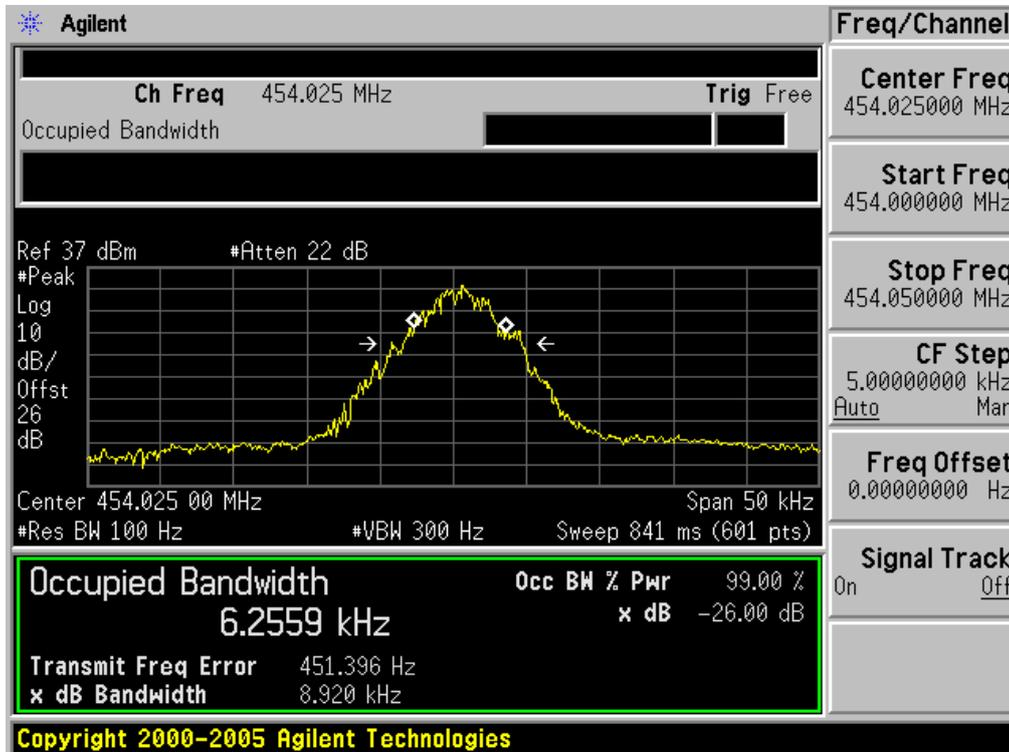 Agilent
Freq/Channel
Ch Freq 454.025 MHz Trig Free
Occupied Bandwidth
Center Freq
454.025000 MHz
Start Freq
454.000000 MHz
Stop Freq
454.050000 MHz
CF Step
5.00000000 kHz
Auto Man
Freq Offset
0.00000000 Hz
Signal Track
On Off
Ref 37 dBm #Atten 22 dB
#Peak
Log
10
dB/
Offst
26
dB
Center 454.025 00 MHz Span 50 kHz
#Res BW 100 Hz #VBW 300 Hz Sweep 841 ms (601 pts)
Occupied Bandwidth Occ BW % Pwr 99.00 %
6.2559 kHz x dB -26.00 dB
Transmit Freq Error 451.396 Hz
x dB Bandwidth 8.920 kHz
Copyright 2000-2005 Agilent Technologies